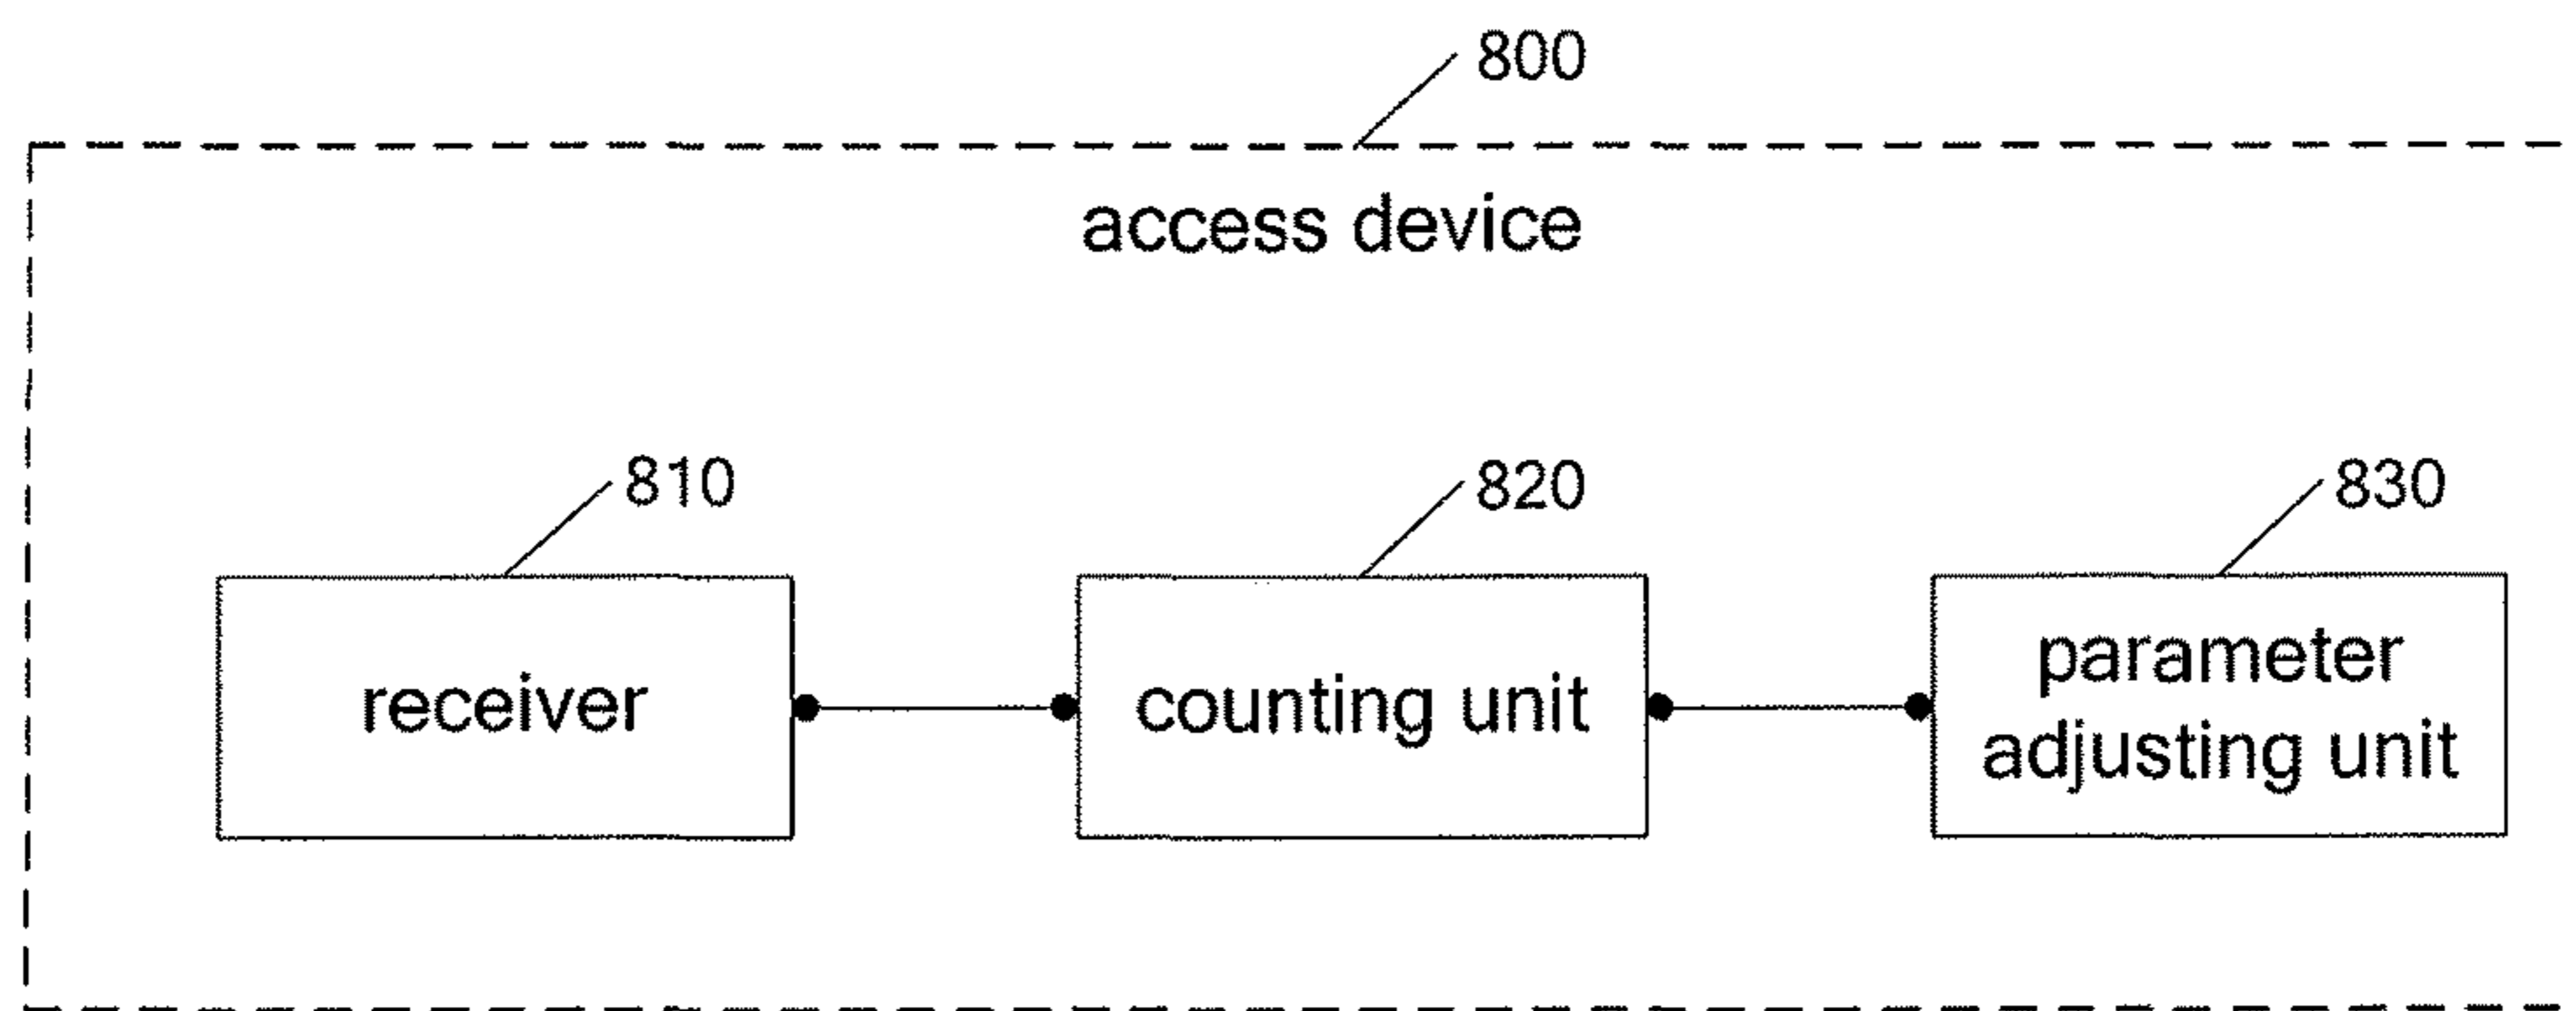 800
access device
810
820
830
receiver
counting unit
parameter
adjusting unit